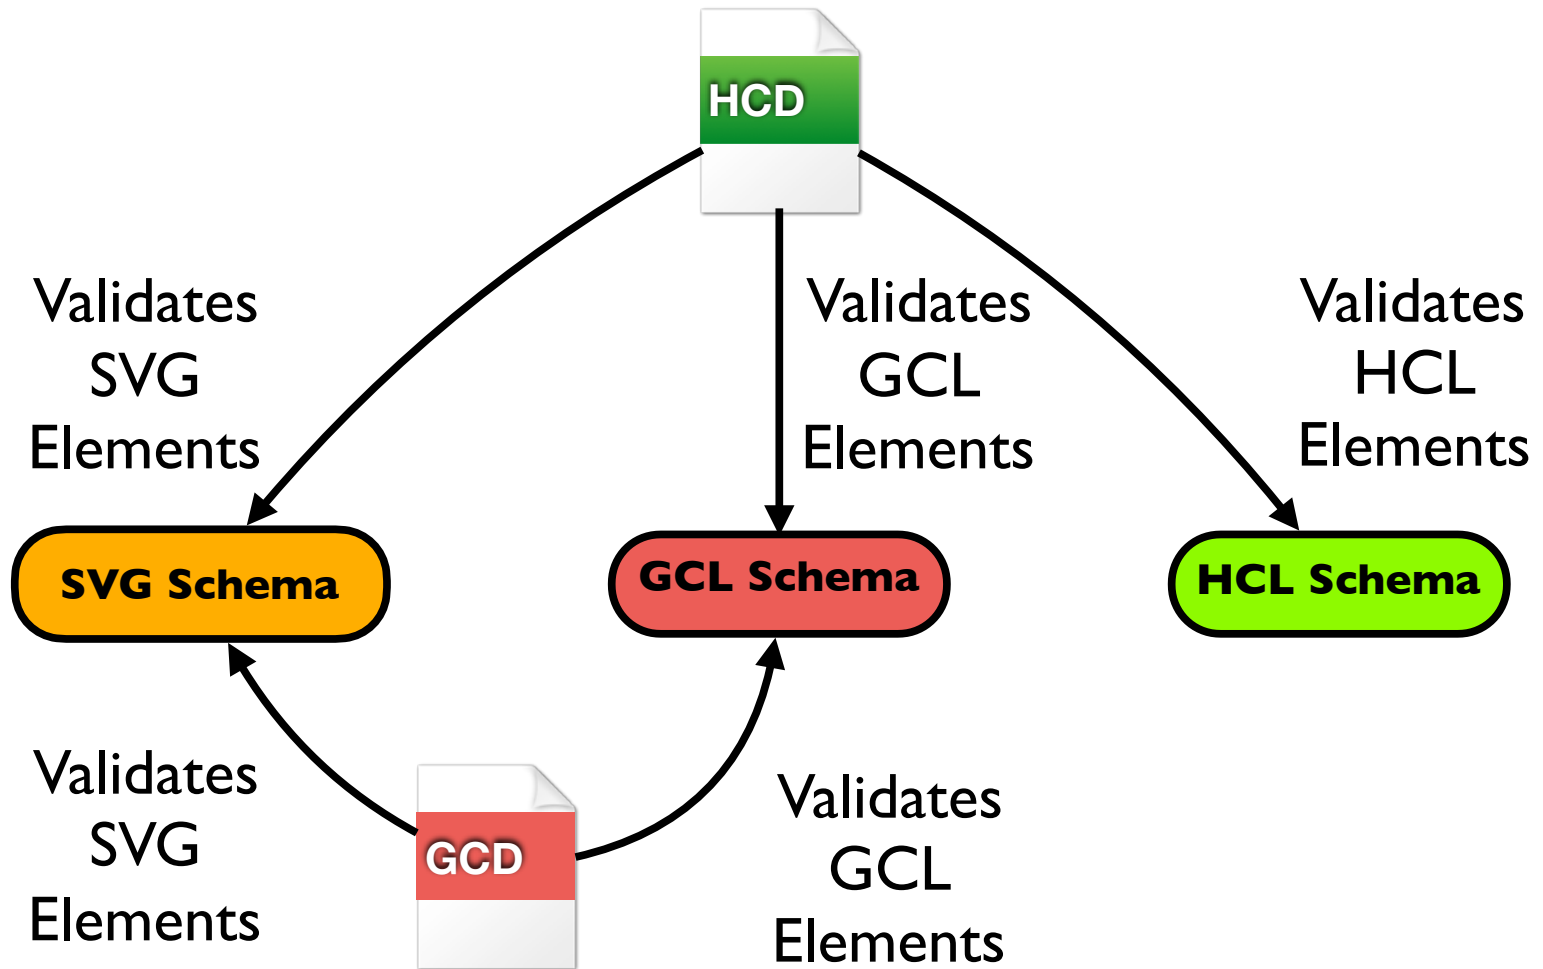 HCD
Validates
SVG
Elements
Validates
GCL
Elements
Validates
HCL
Elements
SVG Schema
GCL Schema
HCL Schema
Validates
SVG
Elements
GCD
Validates
GCL
Elements